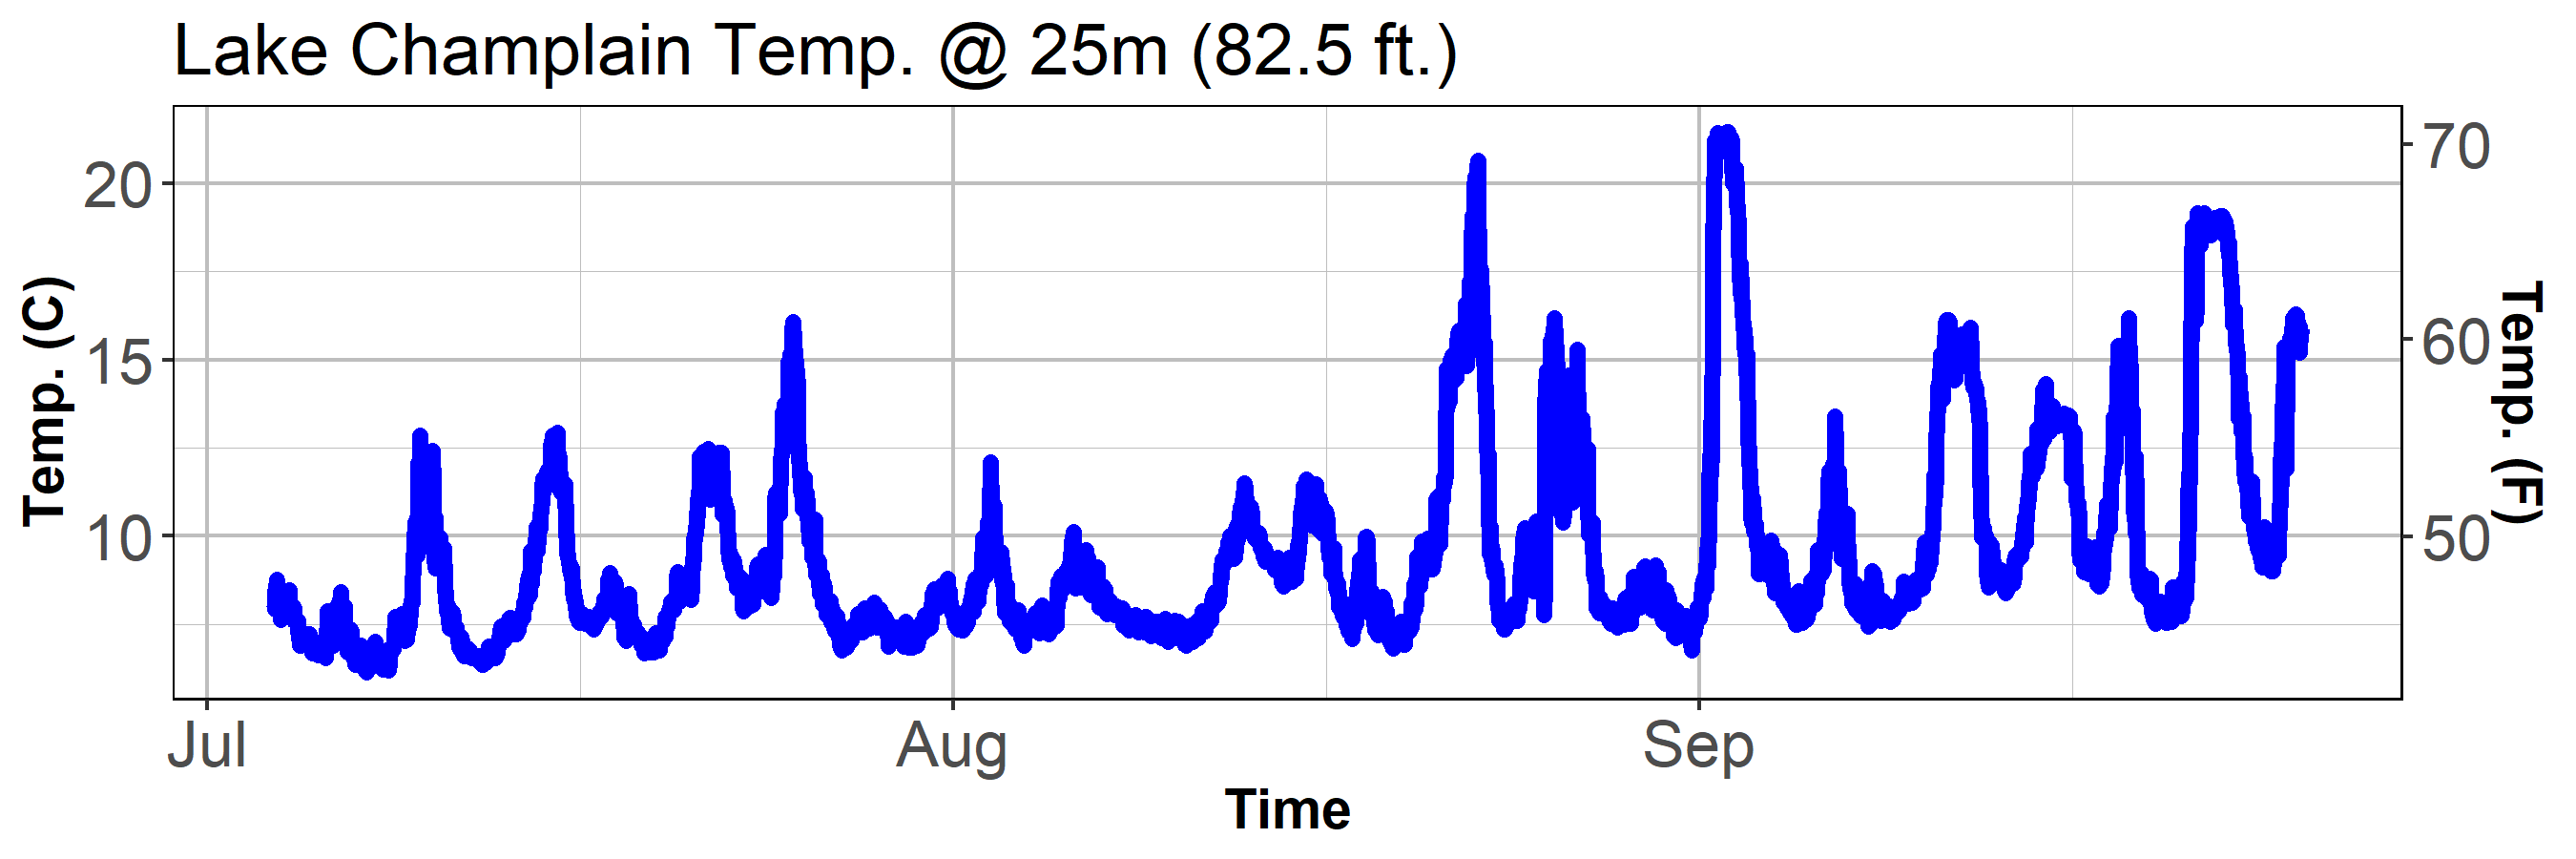 Lake Champlain Temp. @ 25m (82.5 ft.)
Temp. (C)
20
15
10
70
60
50
Temp. (F)
Jul
Aug
Sep
Time